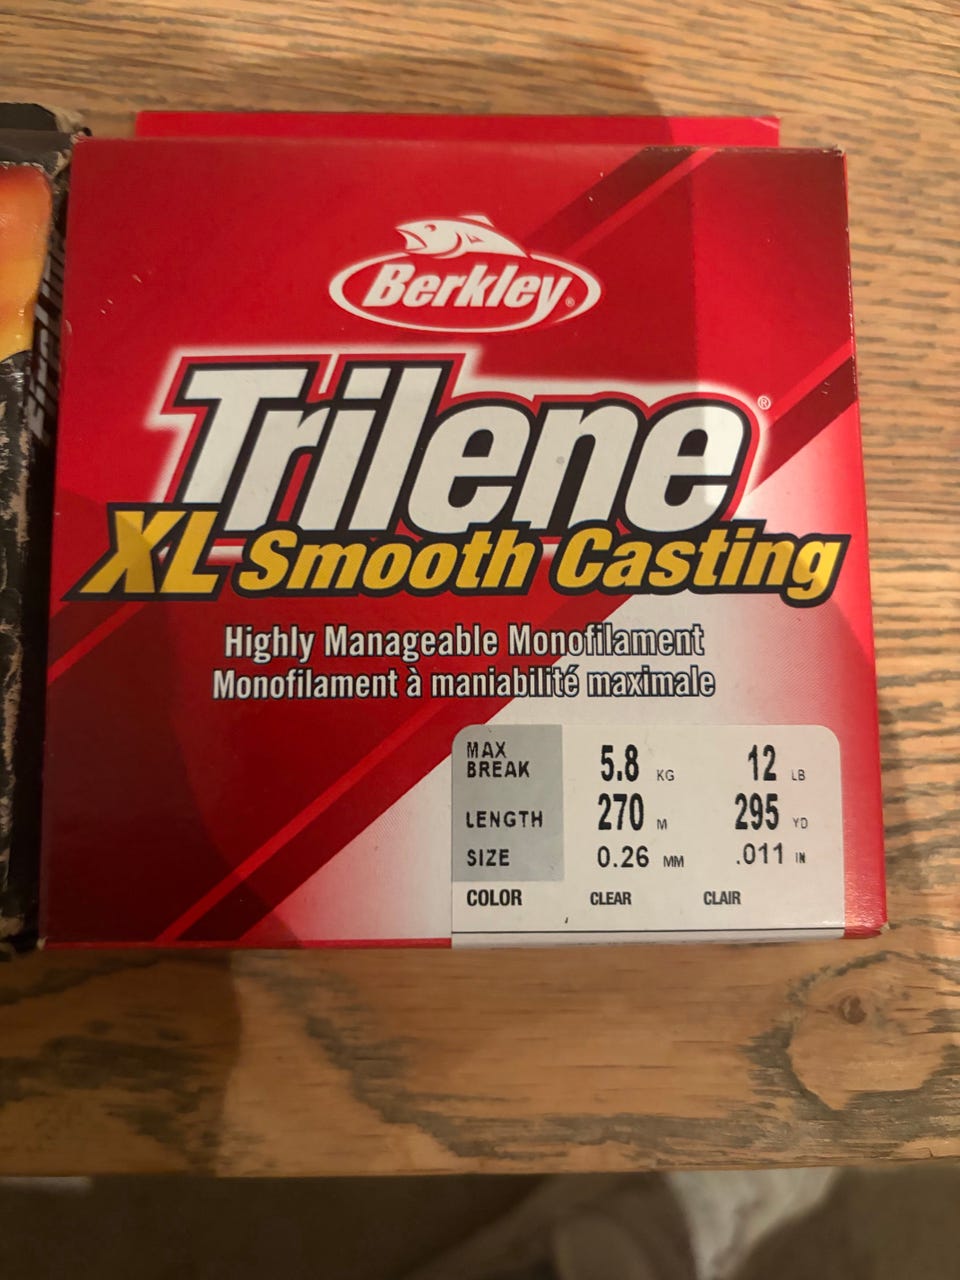 Berkley®
Trilene®
XL Smooth Casting
Highly Manageable Monofilament
Monofilament à maniabilité maximale
MAX BREAK 5.8 KG 12 LB
LENGTH 270 M 295 YD
SIZE 0.26 MM .011 IN
COLOR CLEAR CLAIR